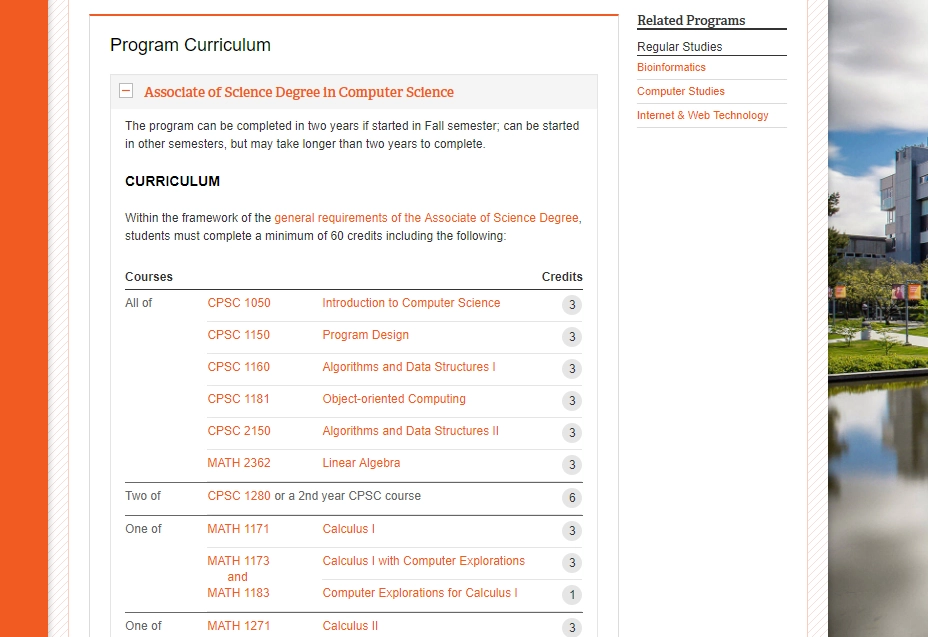 Program Curriculum
Associate of Science Degree in Computer Science
The program can be completed in two years if started in Fall semester; can be started
in other semesters, but may take longer than two years to complete.
CURRICULUM
Within the framework of the general requirements of the Associate of Science Degree,
students must complete a minimum of 60 credits including the following:
Courses Credits
All of CPSC 1050 Introduction to Computer Science 3
CPSC 1150 Program Design 3
CPSC 1160 Algorithms and Data Structures I 3
CPSC 1181 Object-oriented Computing 3
CPSC 2150 Algorithms and Data Structures II 3
MATH 2362 Linear Algebra 3
Two of CPSC 1280 or a 2nd year CPSC course 6
One of MATH 1171 Calculus I 3
MATH 1173 Calculus I with Computer Explorations 3
and
MATH 1183 Computer Explorations for Calculus I 1
One of MATH 1271 Calculus II 3
Related Programs
Regular Studies
Bioinformatics
Computer Studies
Internet & Web Technology